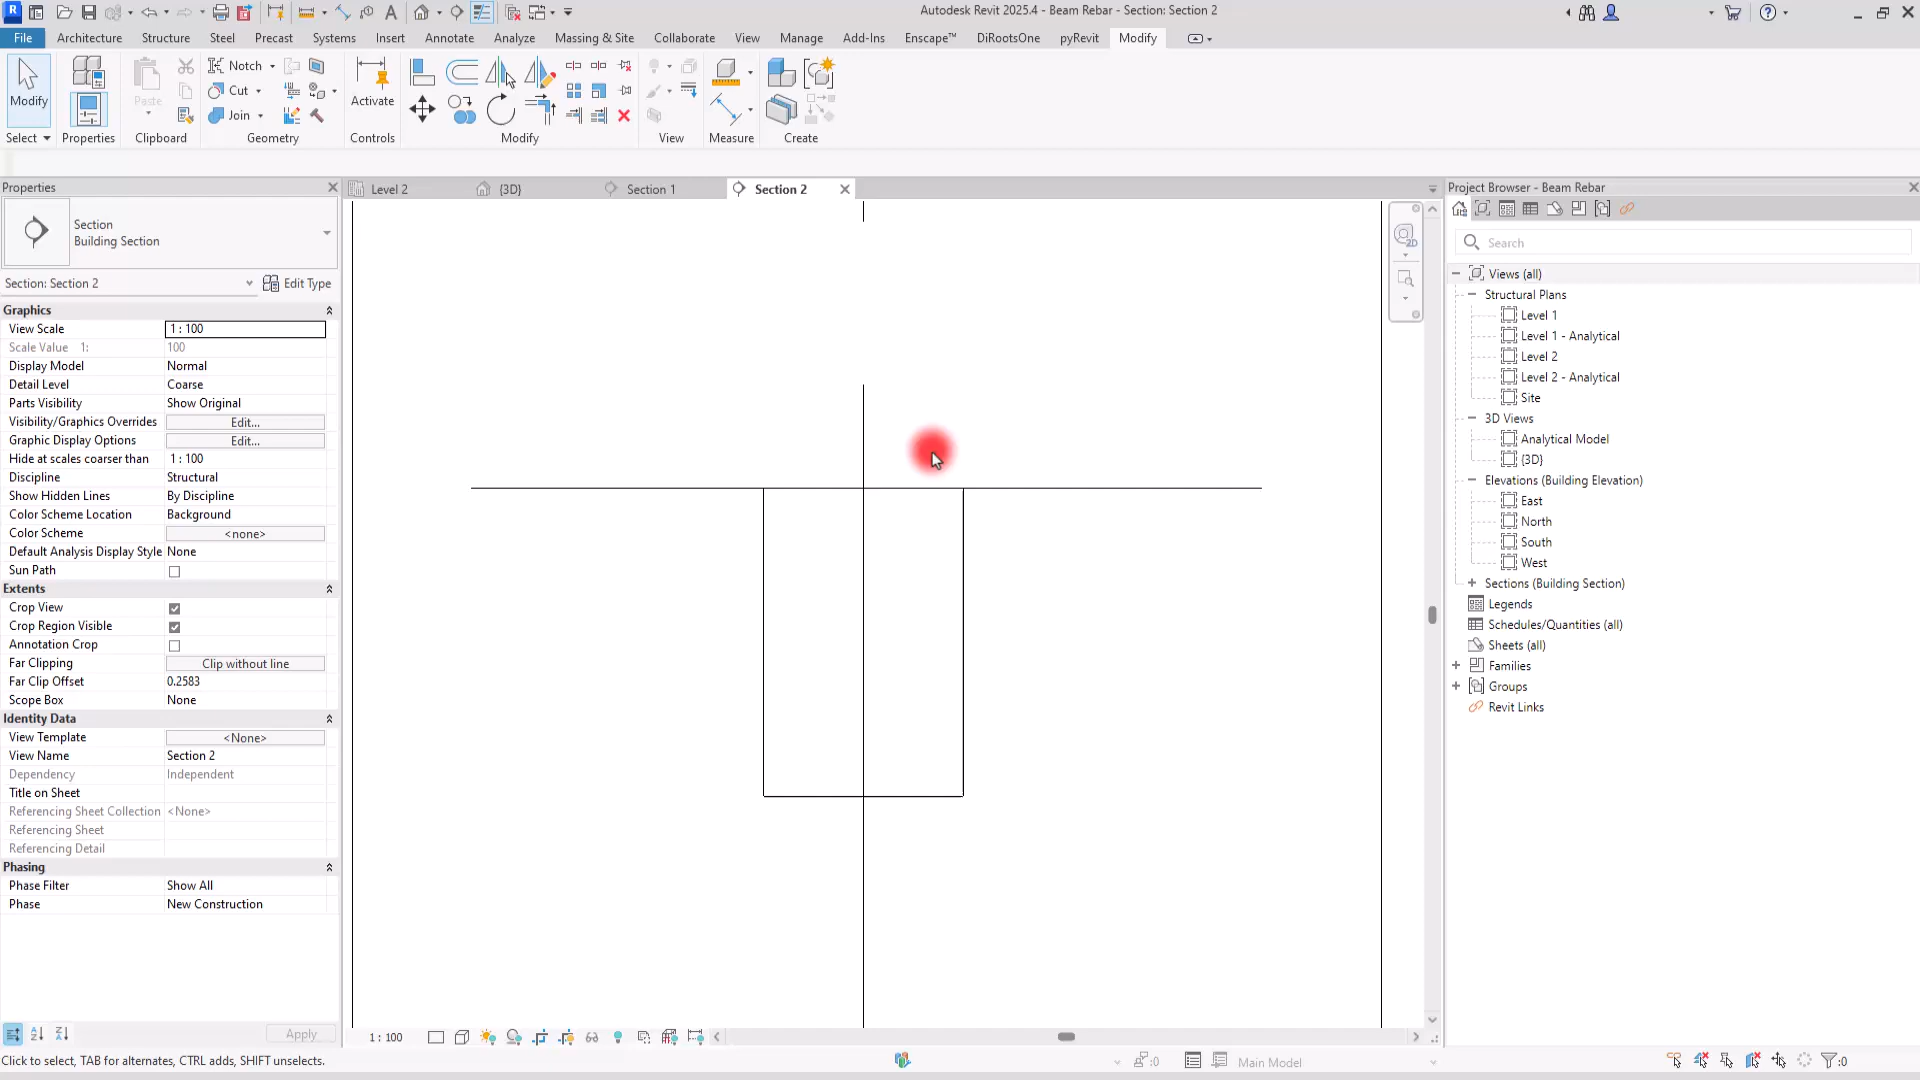 Autodesk Revit 2025.4 - Beam Rebar - Section: Section 2
File Architecture Structure Steel Precast Systems Insert Annotate Analyze Massing & Site Collaborate View Manage Add-Ins Enscape™ DiRootsOne pyRevit Modify
Modify
Paste
Notch
Cut
Join
Activate
Select Properties Clipboard Geometry Controls Modify View Measure Create
Properties
Level 2 {3D} Section 1 Section 2
Project Browser - Beam Rebar
Section
Building Section
Section: Section 2 Edit Type
Graphics
View Scale 1 : 100
Scale Value 1: 100
Display Model Normal
Detail Level Coarse
Parts Visibility Show Original
Visibility/Graphics Overrides Edit...
Graphic Display Options Edit...
Hide at scales coarser than 1 : 100
Discipline Structural
Show Hidden Lines By Discipline
Color Scheme Location Background
Color Scheme <none>
Default Analysis Display Style None
Sun Path
Extents
Crop View
Crop Region Visible
Annotation Crop
Far Clipping Clip without line
Far Clip Offset 0.2583
Scope Box None
Identity Data
View Template <None>
View Name Section 2
Dependency Independent
Title on Sheet
Referencing Sheet Collection <None>
Referencing Sheet
Referencing Detail
Phasing
Phase Filter Show All
Phase New Construction
Apply
2D
Search
Views (all)
Structural Plans
Level 1
Level 1 - Analytical
Level 2
Level 2 - Analytical
Site
3D Views
Analytical Model
{3D}
Elevations (Building Elevation)
East
North
South
West
Sections (Building Section)
Legends
Schedules/Quantities (all)
Sheets (all)
Families
Groups
Revit Links
1 : 100
Click to select, TAB for alternates, CTRL adds, SHIFT unselects.
:0
Main Model
:0